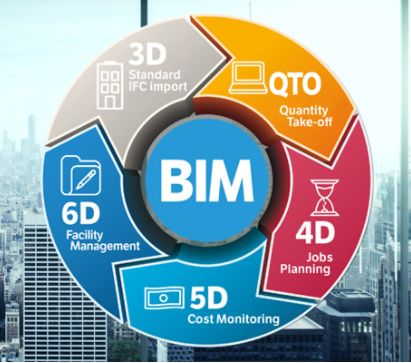 3D
Standard
IFC import
QTO
Quantity
Take-off
4D
Jobs
Planning
5D
Cost Monitoring
6D
Facility
Management
BIM